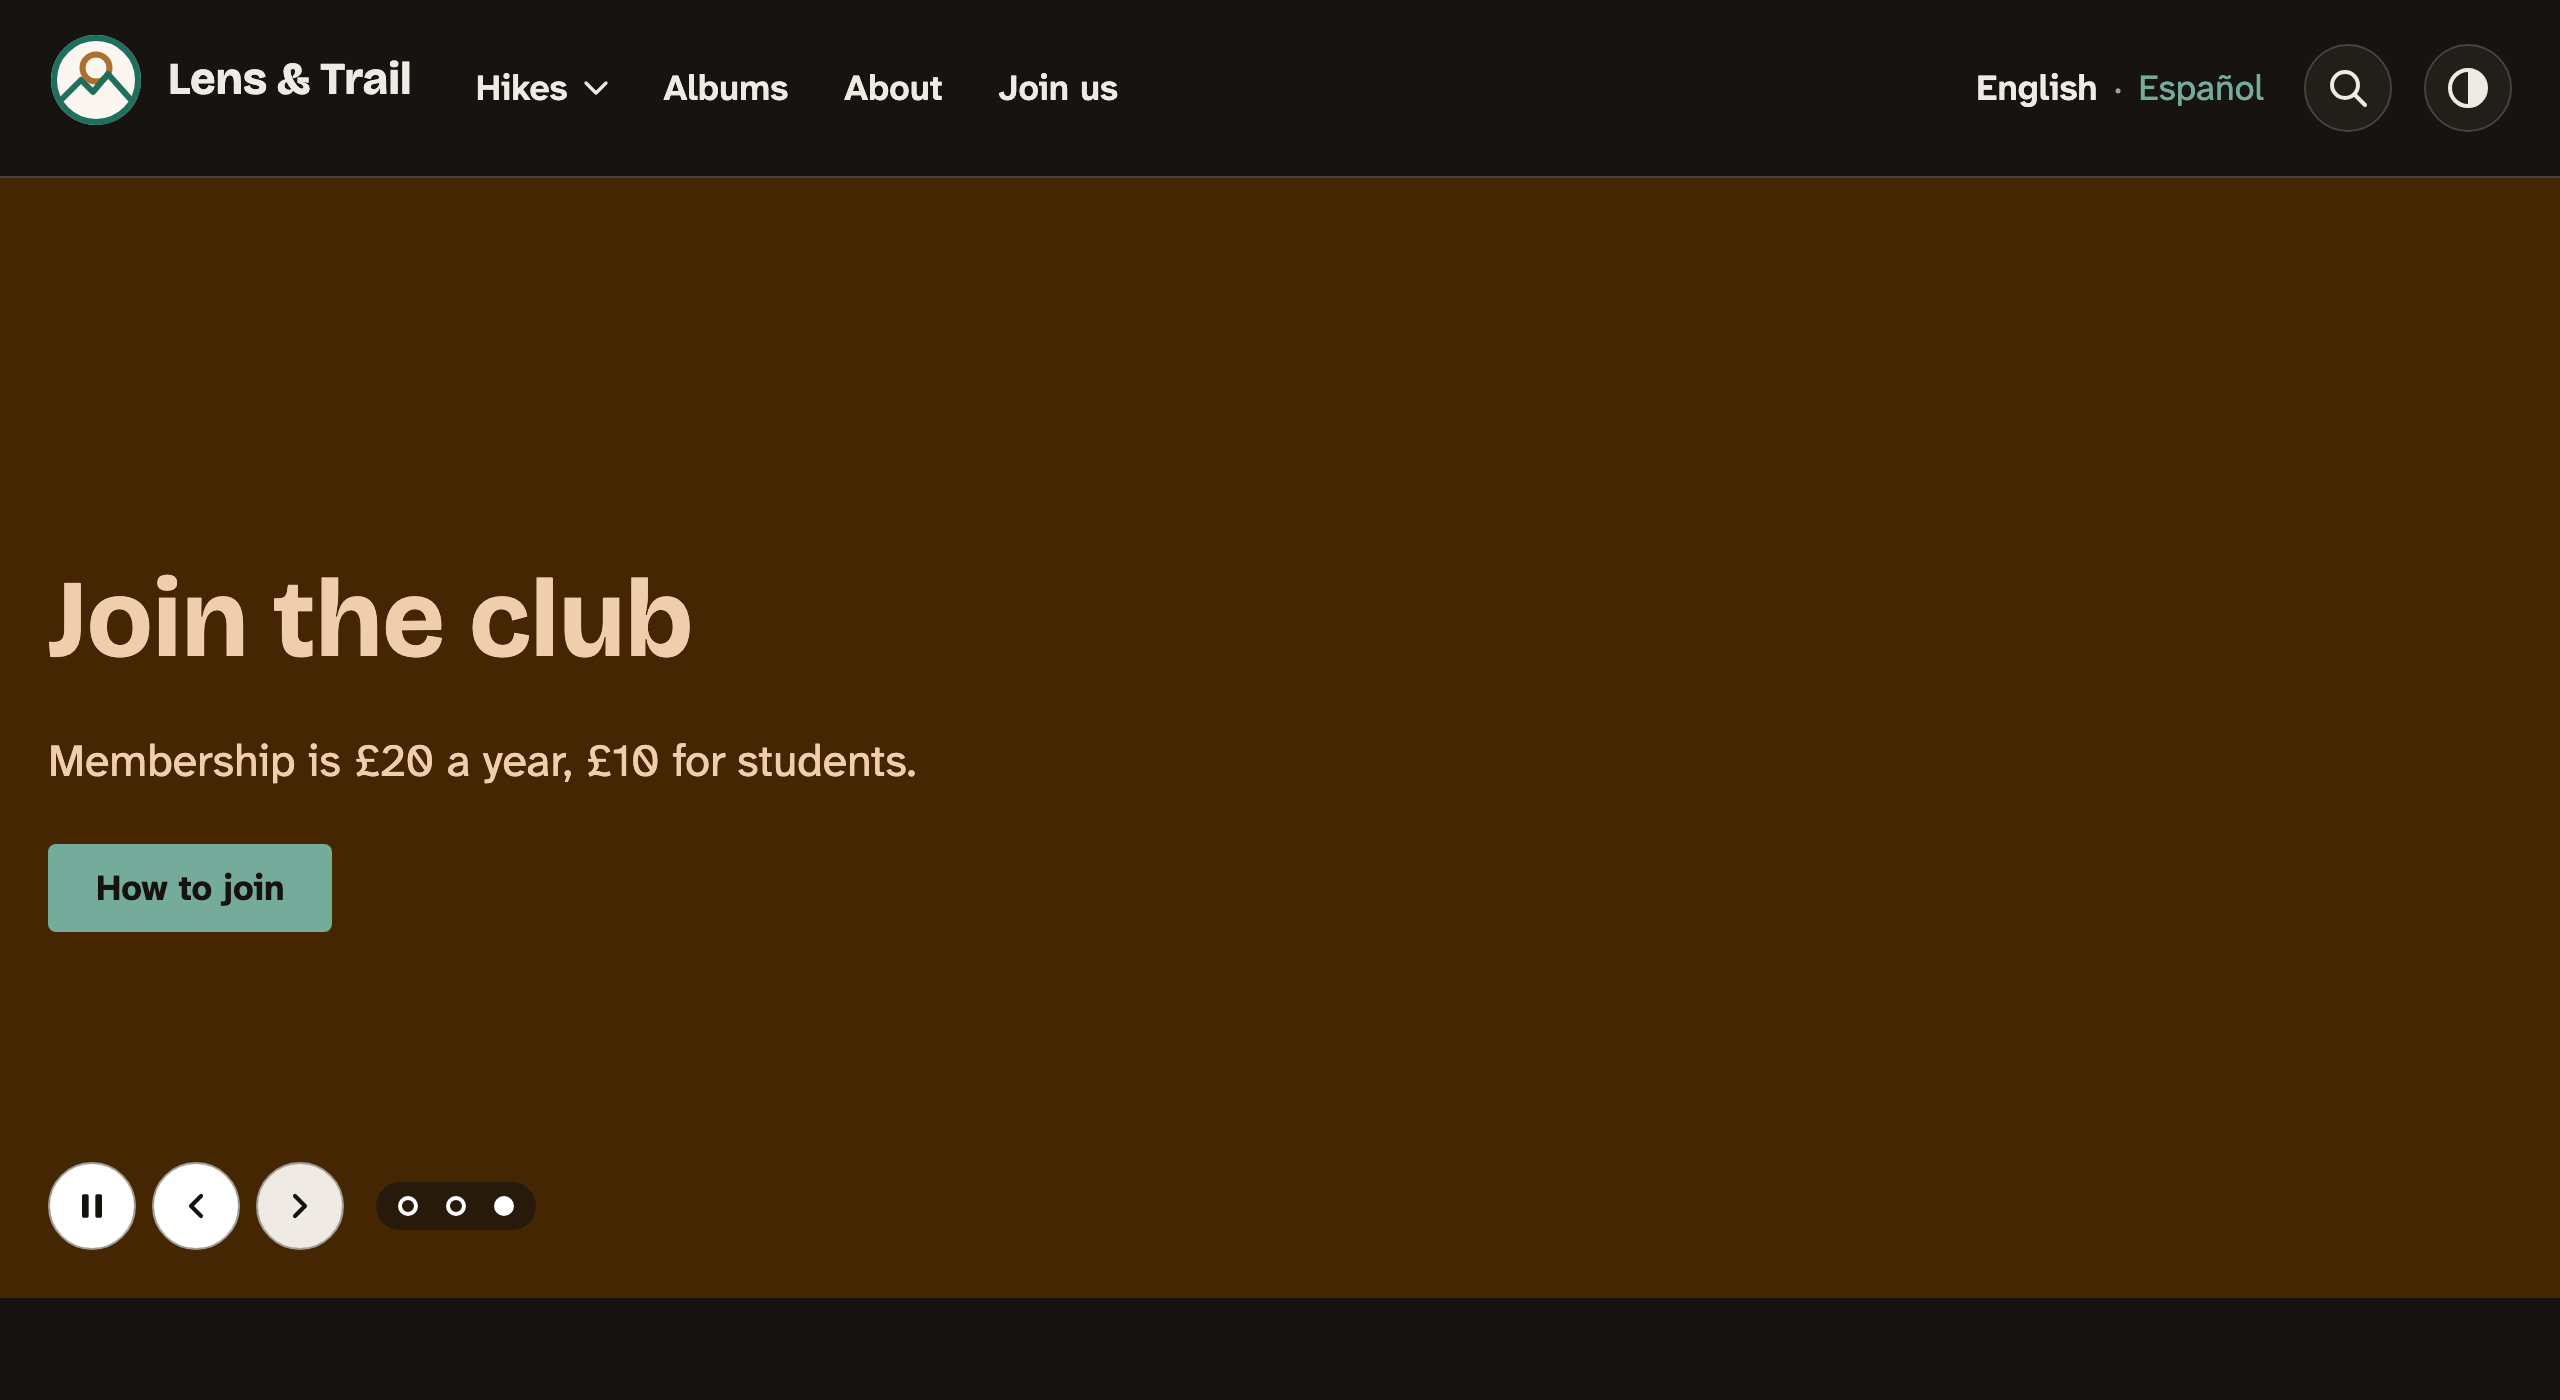 Lens & Trail
Hikes
Albums
About
Join us
English · Español
Join the club
Membership is £20 a year, £10 for students.
How to join